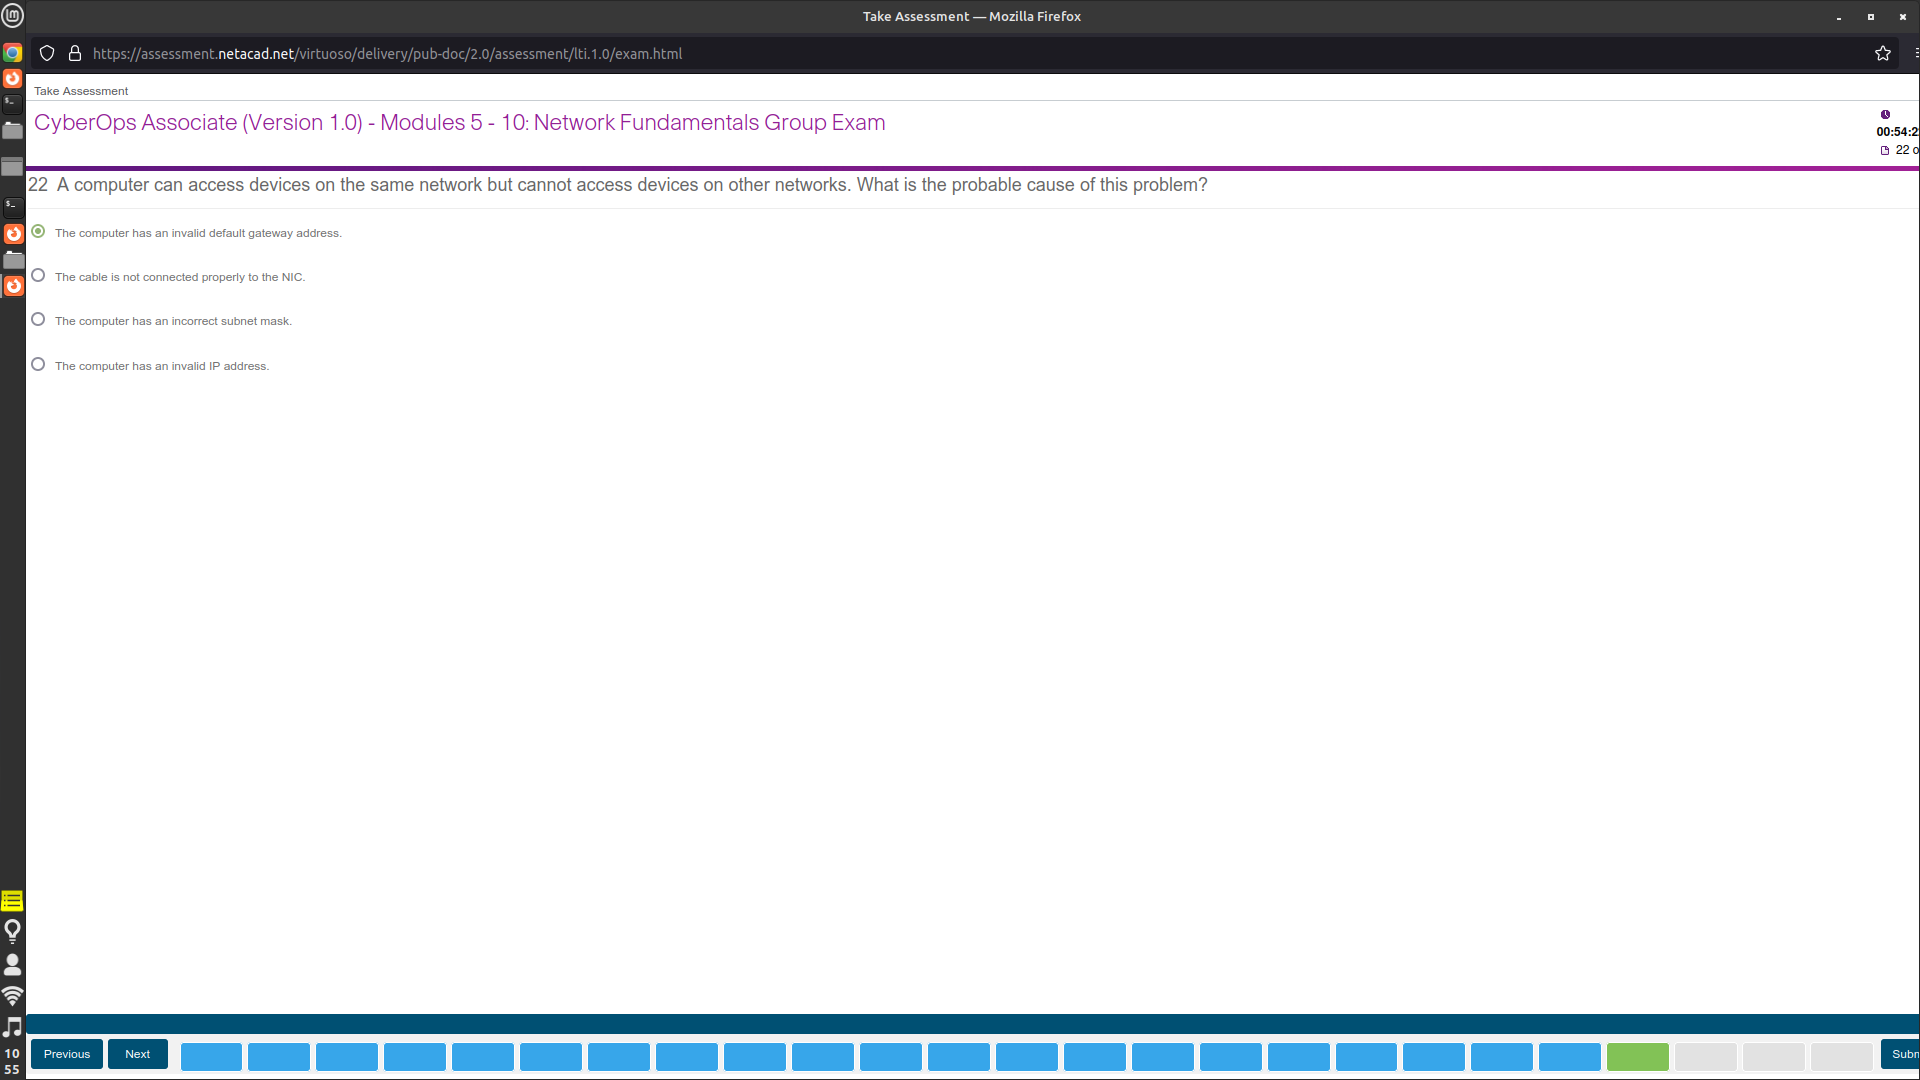 Take Assessment — Mozilla Firefox
https://assessment.netacad.net/virtuoso/delivery/pub-doc/2.0/assessment/lti.1.0/exam.html
Take Assessment
CyberOps Associate (Version 1.0) - Modules 5 - 10: Network Fundamentals Group Exam
00:54:2
22 o
22 A computer can access devices on the same network but cannot access devices on other networks. What is the probable cause of this problem?
The computer has an invalid default gateway address.
The cable is not connected properly to the NIC.
The computer has an incorrect subnet mask.
The computer has an invalid IP address.
Previous
Next
Subm
10
55